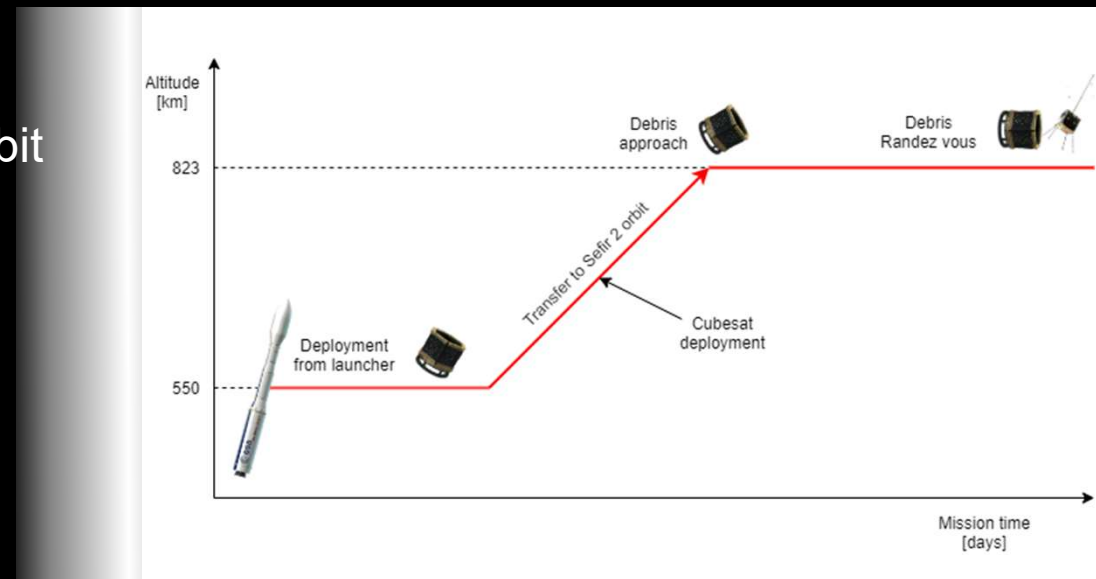 bit
Altitude
[km]
823
550
Deployment
from launcher
Transfer to Sefir 2 orbit
Cubesat
deployment
Debris
approach
Debris
Randez vous
Mission time
[days]